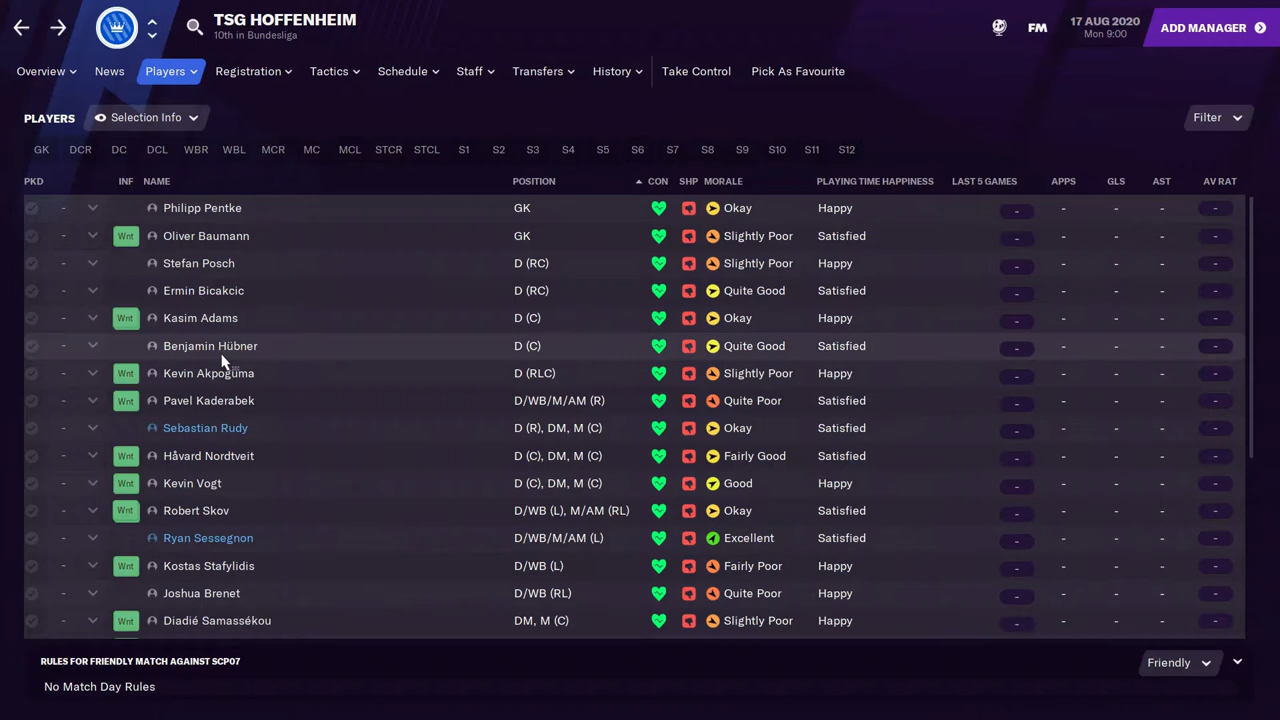 TSG HOFFENHEIM
10th in Bundesliga
FM
17 AUG 2020
Mon 9:00
ADD MANAGER
Overview News Players Registration Tactics Schedule Staff Transfers History Take Control Pick As Favourite
PLAYERS Selection Info Filter
GK DCR DC DCL WBR WBL MCR MC MCL STCR STCL S1 S2 S3 S4 S5 S6 S7 S8 S9 S10 S11 S12
PKD INF NAME POSITION CON SHP MORALE PLAYING TIME HAPPINESS LAST 5 GAMES APPS GLS AST AV RAT
- Philipp Pentke GK Okay Happy - - - - -
- Wnt Oliver Baumann GK Slightly Poor Satisfied - - - - -
- Stefan Posch D (RC) Slightly Poor Happy - - - - -
- Ermin Bicakcic D (RC) Quite Good Satisfied - - - - -
- Wnt Kasim Adams D (C) Okay Happy - - - - -
- Benjamin Hübner D (C) Quite Good Satisfied - - - - -
- Wnt Kevin Akpoguma D (RLC) Slightly Poor Happy - - - - -
- Wnt Pavel Kaderabek D/WB/M/AM (R) Quite Poor Happy - - - - -
- Sebastian Rudy D (R), DM, M (C) Okay Satisfied - - - - -
- Wnt Håvard Nordtveit D (C), DM, M (C) Fairly Good Satisfied - - - - -
- Wnt Kevin Vogt D (C), DM, M (C) Good Happy - - - - -
- Wnt Robert Skov D/WB (L), M/AM (RL) Okay Satisfied - - - - -
- Ryan Sessegnon D/WB/M/AM (L) Excellent Satisfied - - - - -
- Wnt Kostas Stafylidis D/WB (L) Fairly Poor Happy - - - - -
- Joshua Brenet D/WB (RL) Quite Poor Happy - - - - -
- Wnt Diadié Samassékou DM, M (C) Slightly Poor Happy - - - - -
RULES FOR FRIENDLY MATCH AGAINST SCP07 Friendly
No Match Day Rules